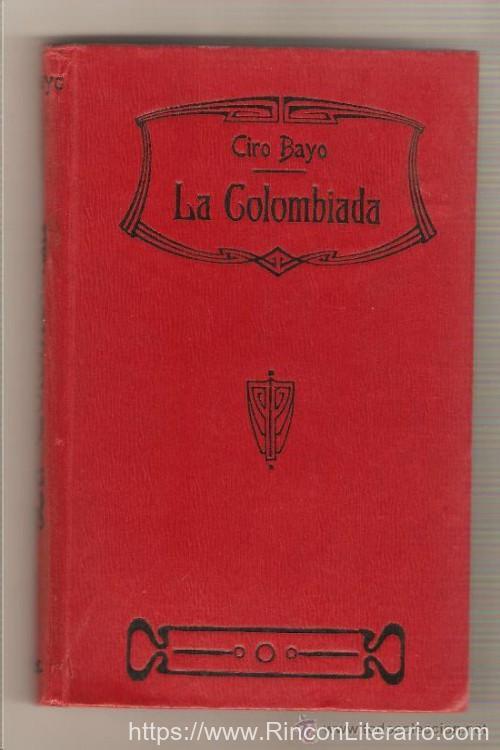 Ciro Bayo
La Colombiada
https://www.RinconLiterario.com